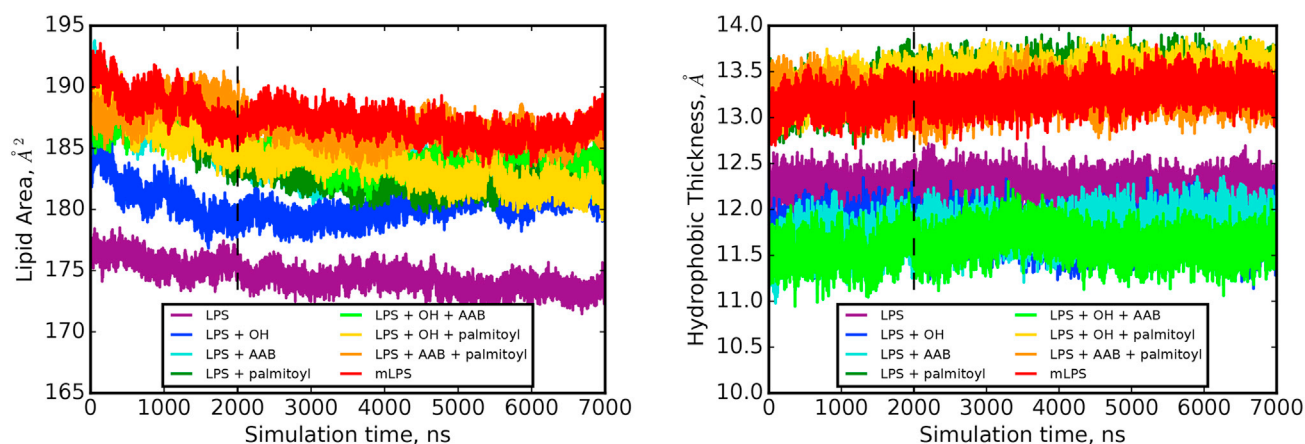 195
190
185
180
175
170
165
Lipid Area, Å²
LPS
LPS + OH
LPS + AAB
LPS + palmitoyl
LPS + OH + AAB
LPS + OH + palmitoyl
LPS + AAB + palmitoyl
mLPS
0 1000 2000 3000 4000 5000 6000 7000
Simulation time, ns
14.0
13.5
13.0
12.5
12.0
11.5
11.0
10.5
10.0
Hydrophobic Thickness, Å
LPS
LPS + OH
LPS + AAB
LPS + palmitoyl
LPS + OH + AAB
LPS + OH + palmitoyl
LPS + AAB + palmitoyl
mLPS
0 1000 2000 3000 4000 5000 6000 7000
Simulation time, ns